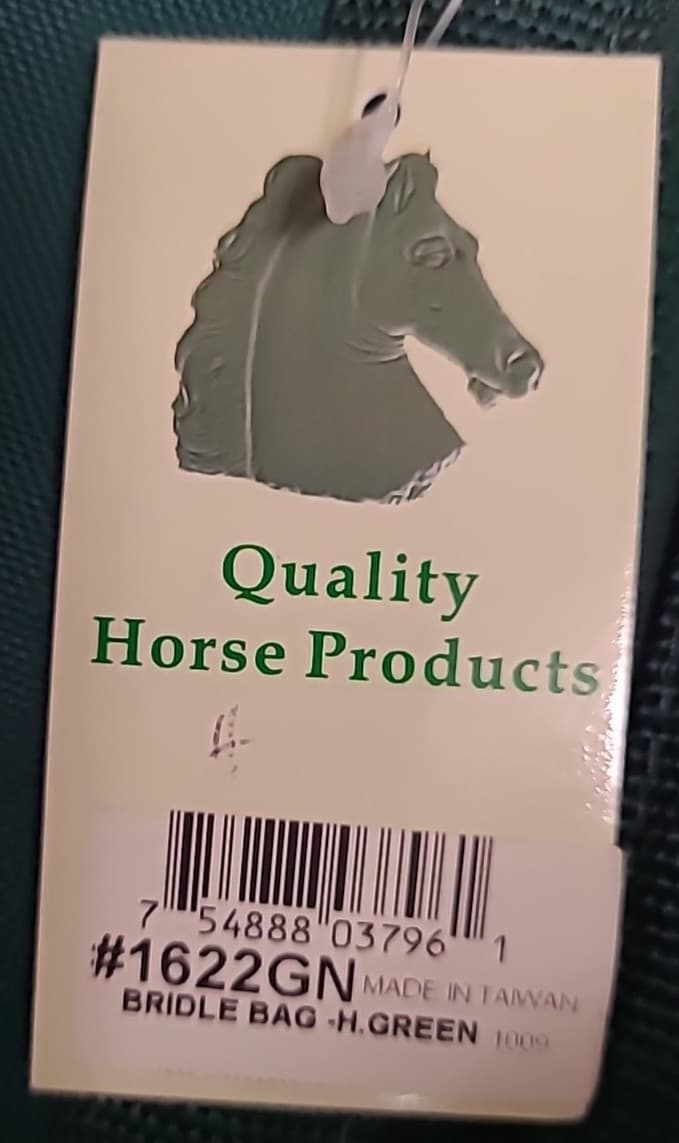 Quality
Horse Products
4
7 54888 03796 1
#1622GN MADE IN TAIWAN
BRIDLE BAG -H.GREEN 1009